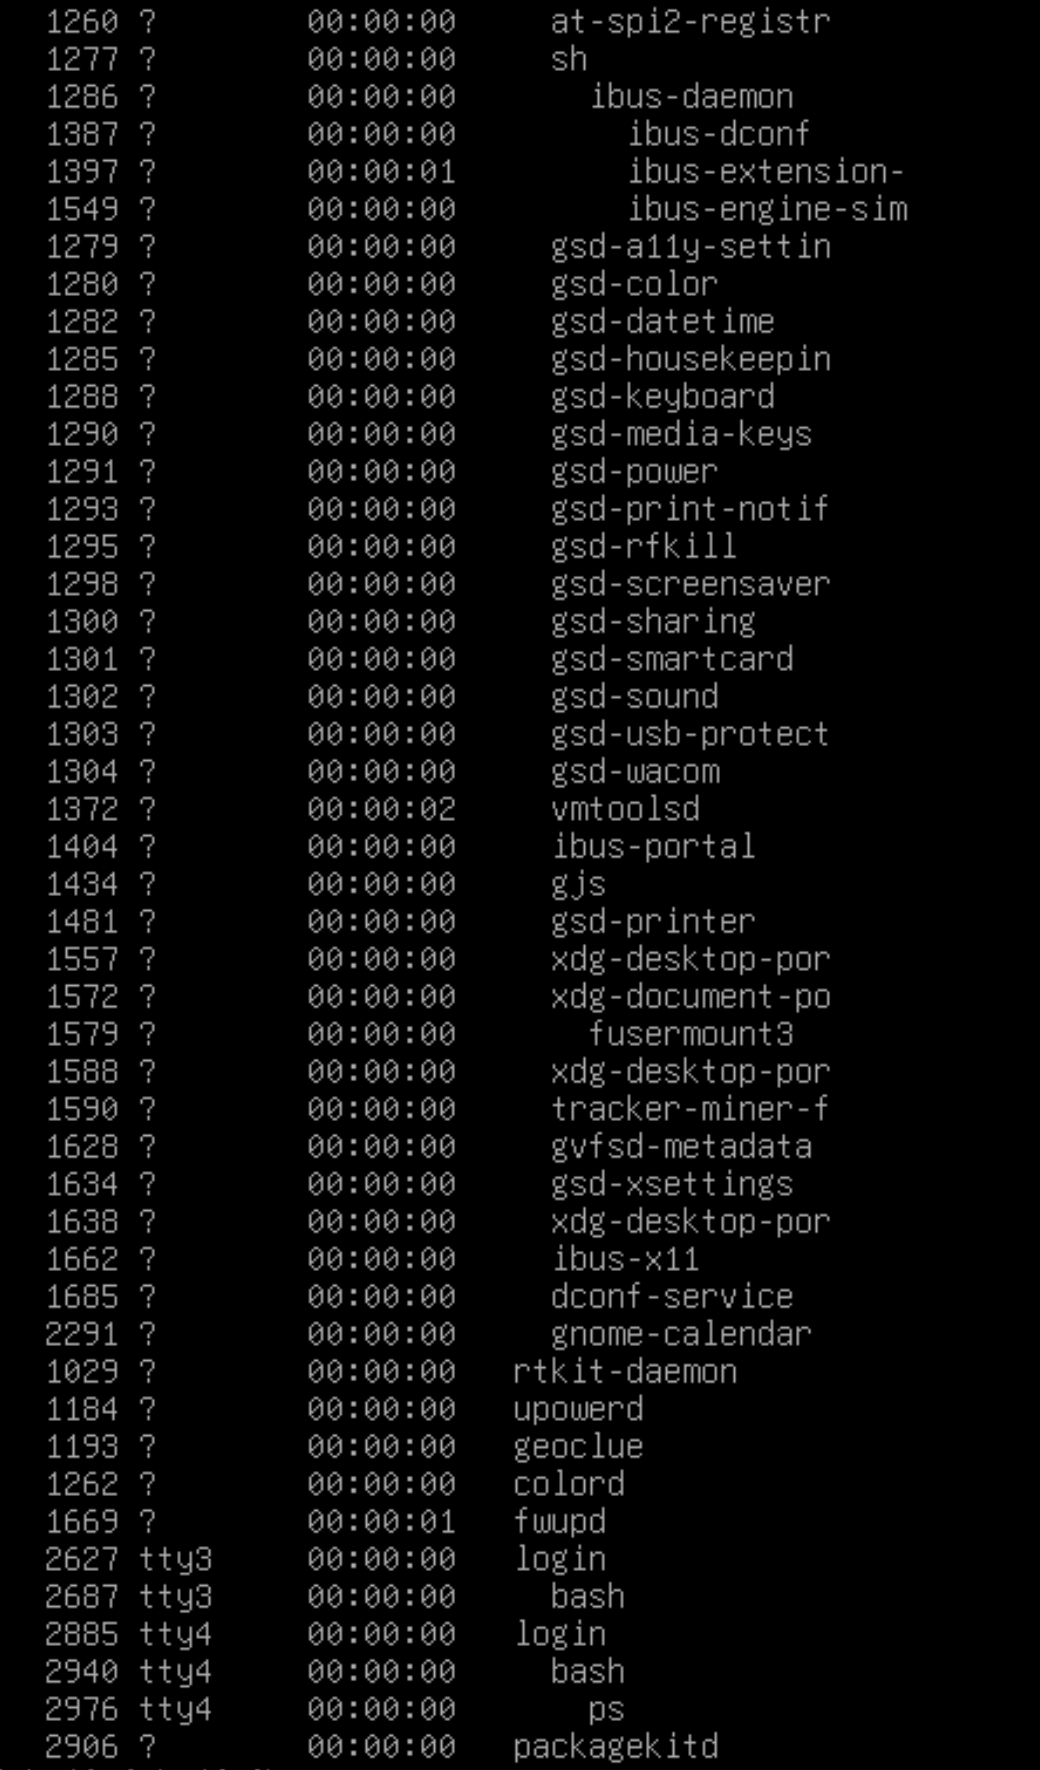 1260 ?        00:00:00     at-spi2-registr
1277 ?        00:00:00     sh
1286 ?        00:00:00       ibus-daemon
1387 ?        00:00:00         ibus-dconf
1397 ?        00:00:01         ibus-extension-
1549 ?        00:00:00         ibus-engine-sim
1279 ?        00:00:00     gsd-a11y-settin
1280 ?        00:00:00     gsd-color
1282 ?        00:00:00     gsd-datetime
1285 ?        00:00:00     gsd-housekeepin
1288 ?        00:00:00     gsd-keyboard
1290 ?        00:00:00     gsd-media-keys
1291 ?        00:00:00     gsd-power
1293 ?        00:00:00     gsd-print-notif
1295 ?        00:00:00     gsd-rfkill
1298 ?        00:00:00     gsd-screensaver
1300 ?        00:00:00     gsd-sharing
1301 ?        00:00:00     gsd-smartcard
1302 ?        00:00:00     gsd-sound
1303 ?        00:00:00     gsd-usb-protect
1304 ?        00:00:00     gsd-wacom
1372 ?        00:00:02     vmtoolsd
1404 ?        00:00:00     ibus-portal
1434 ?        00:00:00     gjs
1481 ?        00:00:00     gsd-printer
1557 ?        00:00:00     xdg-desktop-por
1572 ?        00:00:00     xdg-document-po
1579 ?        00:00:00       fusermount3
1588 ?        00:00:00     xdg-desktop-por
1590 ?        00:00:00     tracker-miner-f
1628 ?        00:00:00     gvfsd-metadata
1634 ?        00:00:00     gsd-xsettings
1638 ?        00:00:00     xdg-desktop-por
1662 ?        00:00:00     ibus-x11
1685 ?        00:00:00     dconf-service
2291 ?        00:00:00     gnome-calendar
1029 ?        00:00:00   rtkit-daemon
1184 ?        00:00:00   upowerd
1193 ?        00:00:00   geoclue
1262 ?        00:00:00   colord
1669 ?        00:00:01   fwupd
2627 tty3     00:00:00   login
2687 tty3     00:00:00     bash
2885 tty4     00:00:00   login
2940 tty4     00:00:00     bash
2976 tty4     00:00:00       ps
2906 ?        00:00:00   packagekitd